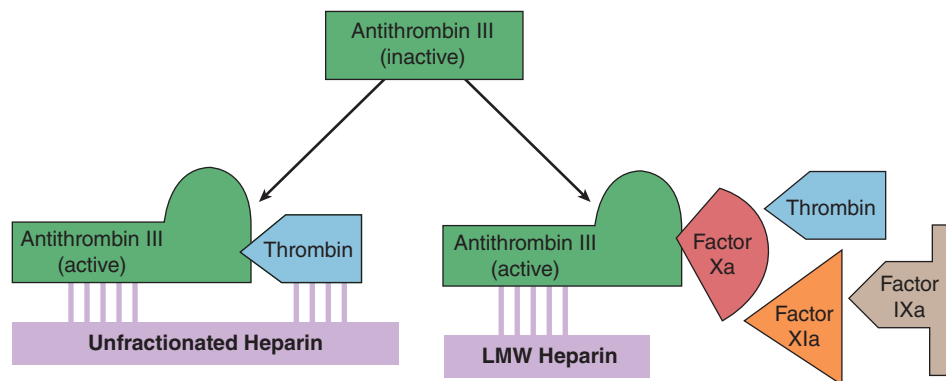 Antithrombin III
(inactive)
Antithrombin III
(active)
Thrombin
Unfractionated Heparin
Antithrombin III
(active)
Factor
Xa
Thrombin
Factor
XIa
Factor
IXa
LMW Heparin